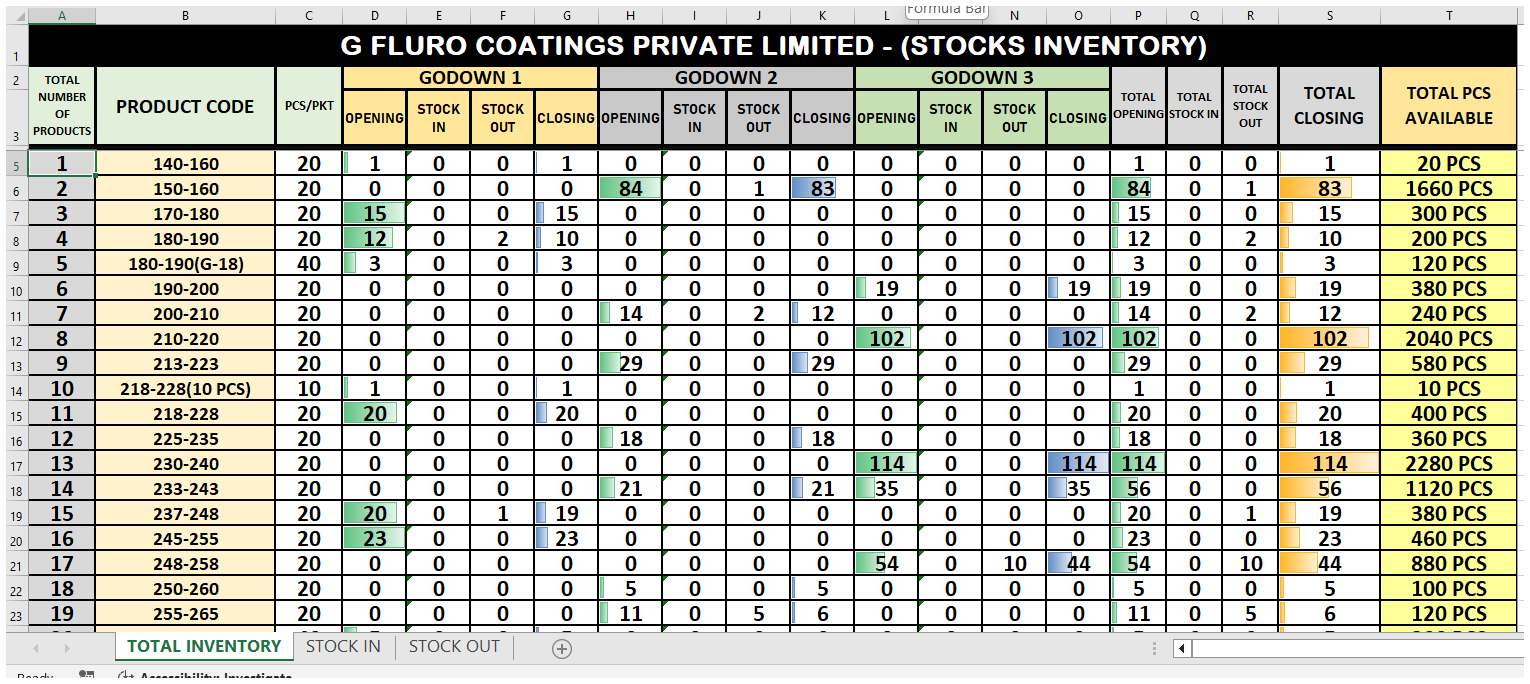 Formula Bar
A B C D E F G H I J K L M N O P Q R S T
1 G FLURO COATINGS PRIVATE LIMITED - (STOCKS INVENTORY)
2 TOTAL NUMBER OF PRODUCTS PRODUCT CODE PCS/PKT GODOWN 1 GODOWN 2 GODOWN 3 TOTAL OPENING TOTAL STOCK IN TOTAL STOCK OUT TOTAL CLOSING TOTAL PCS AVAILABLE
3 OPENING STOCK IN STOCK OUT CLOSING OPENING STOCK IN STOCK OUT CLOSING OPENING STOCK IN STOCK OUT CLOSING
5 1 140-160 20 1 0 0 1 0 0 0 0 0 0 0 0 1 0 0 1 20 PCS
6 2 150-160 20 0 0 0 0 84 0 1 83 0 0 0 0 84 0 1 83 1660 PCS
7 3 170-180 20 15 0 0 15 0 0 0 0 0 0 0 0 15 0 0 15 300 PCS
8 4 180-190 20 12 0 2 10 0 0 0 0 0 0 0 0 12 0 2 10 200 PCS
9 5 180-190(G-18) 40 3 0 0 3 0 0 0 0 0 0 0 0 3 0 0 3 120 PCS
10 6 190-200 20 0 0 0 0 0 0 0 0 19 0 0 19 19 0 0 19 380 PCS
11 7 200-210 20 0 0 0 0 14 0 2 12 0 0 0 0 14 0 2 12 240 PCS
12 8 210-220 20 0 0 0 0 0 0 0 0 102 0 0 102 102 0 0 102 2040 PCS
13 9 213-223 20 0 0 0 0 29 0 0 29 0 0 0 0 29 0 0 29 580 PCS
14 10 218-228(10 PCS) 10 1 0 0 1 0 0 0 0 0 0 0 0 1 0 0 1 10 PCS
15 11 218-228 20 20 0 0 20 0 0 0 0 0 0 0 0 20 0 0 20 400 PCS
16 12 225-235 20 0 0 0 0 18 0 0 18 0 0 0 0 18 0 0 18 360 PCS
17 13 230-240 20 0 0 0 0 0 0 0 0 114 0 0 114 114 0 0 114 2280 PCS
18 14 233-243 20 0 0 0 0 21 0 0 21 35 0 0 35 56 0 0 56 1120 PCS
19 15 237-248 20 20 0 1 19 0 0 0 0 0 0 0 0 20 0 1 19 380 PCS
20 16 245-255 20 23 0 0 23 0 0 0 0 0 0 0 0 23 0 0 23 460 PCS
21 17 248-258 20 0 0 0 0 0 0 0 0 54 0 10 44 54 0 10 44 880 PCS
22 18 250-260 20 0 0 0 0 5 0 0 5 0 0 0 0 5 0 0 5 100 PCS
23 19 255-265 20 0 0 0 0 11 0 5 6 0 0 0 0 11 0 5 6 120 PCS
TOTAL INVENTORY STOCK IN STOCK OUT
Ready Accessibility: Investigate